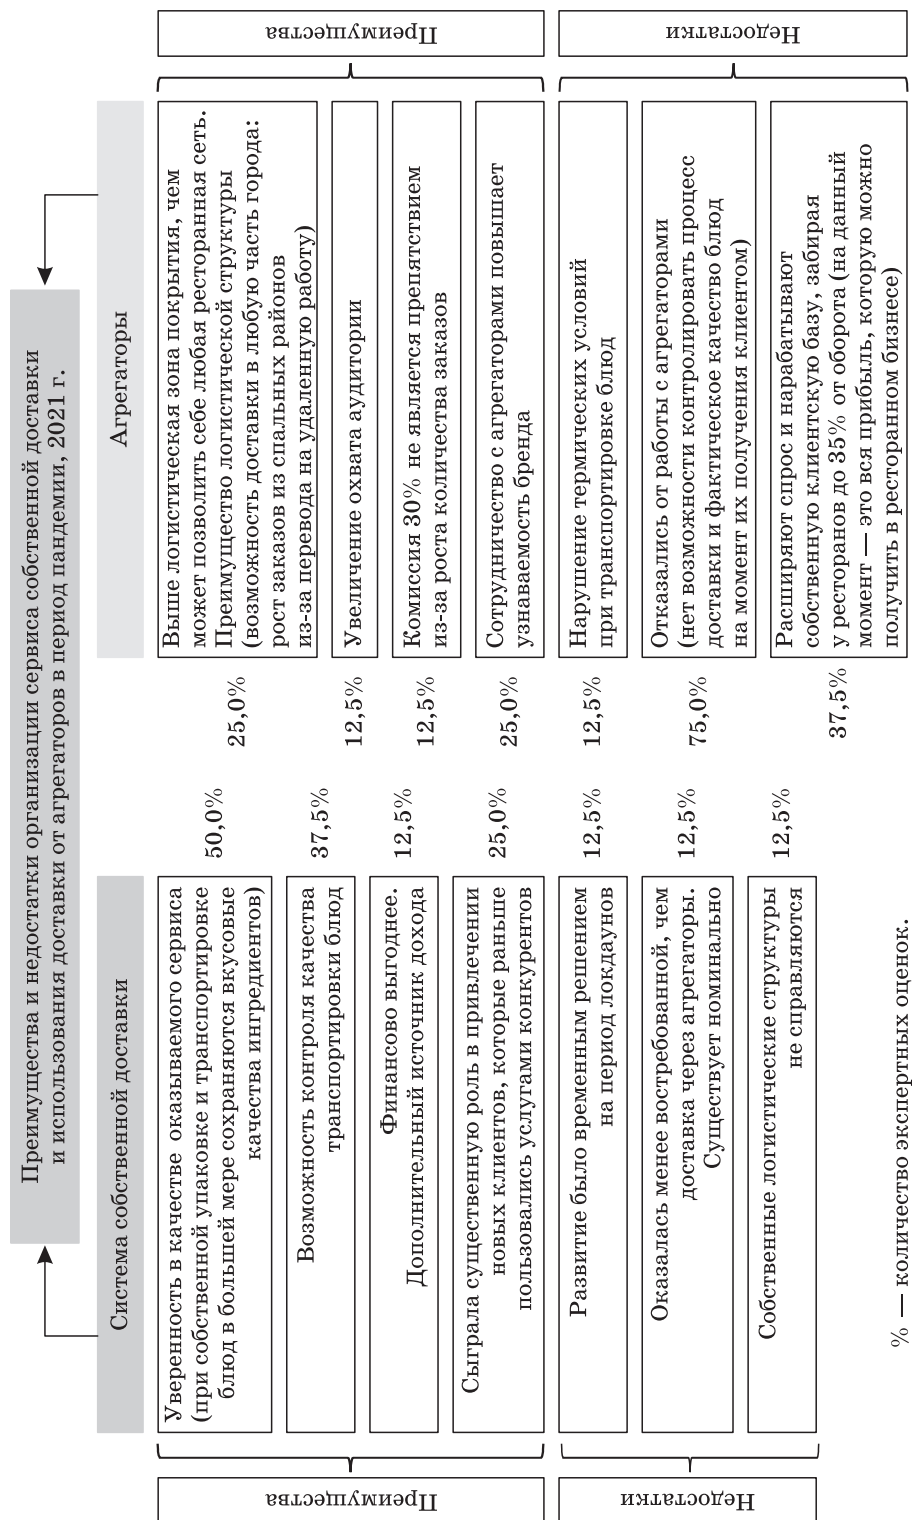 Преимущества и недостатки организации сервиса собственной доставки
и использования доставки от агрегаторов в период пандемии, 2021 г.
Система собственной доставки
Преимущества
Уверенность в качестве оказываемого сервиса
(при собственной упаковке и транспортировке
блюд в большей мере сохраняются вкусовые
качества ингредиентов)
50,0%
Возможность контроля качества
транспортировки блюд
37,5%
Финансово выгоднее.
Дополнительный источник дохода
12,5%
Сыграла существенную роль в привлечении
новых клиентов, которые раньше
пользовались услугами конкурентов
25,0%
Недостатки
Развитие было временным решением
на период локдаунов
12,5%
Оказалась менее востребованной, чем
доставка через агрегаторы.
Существует номинально
12,5%
Собственные логистические структуры
не справляются
12,5%
Агрегаторы
Преимущества
25,0%
Выше логистическая зона покрытия, чем
может позволить себе любая ресторанная сеть.
Преимущество логистической структуры
(возможность доставки в любую часть города:
рост заказов из спальных районов
из-за перевода на удаленную работу)
12,5%
Увеличение охвата аудитории
12,5%
Комиссия 30% не является препятствием
из-за роста количества заказов
25,0%
Сотрудничество с агрегаторами повышает
узнаваемость бренда
Недостатки
12,5%
Нарушение термических условий
при транспортировке блюд
75,0%
Отказались от работы с агрегаторами
(нет возможности контролировать процесс
доставки и фактическое качество блюд
на момент их получения клиентом)
37,5%
Расширяют спрос и нарабатывают
собственную клиентскую базу, забирая
у ресторанов до 35% от оборота (на данный
момент — это вся прибыль, которую можно
получить в ресторанном бизнесе)
% — количество экспертных оценок.